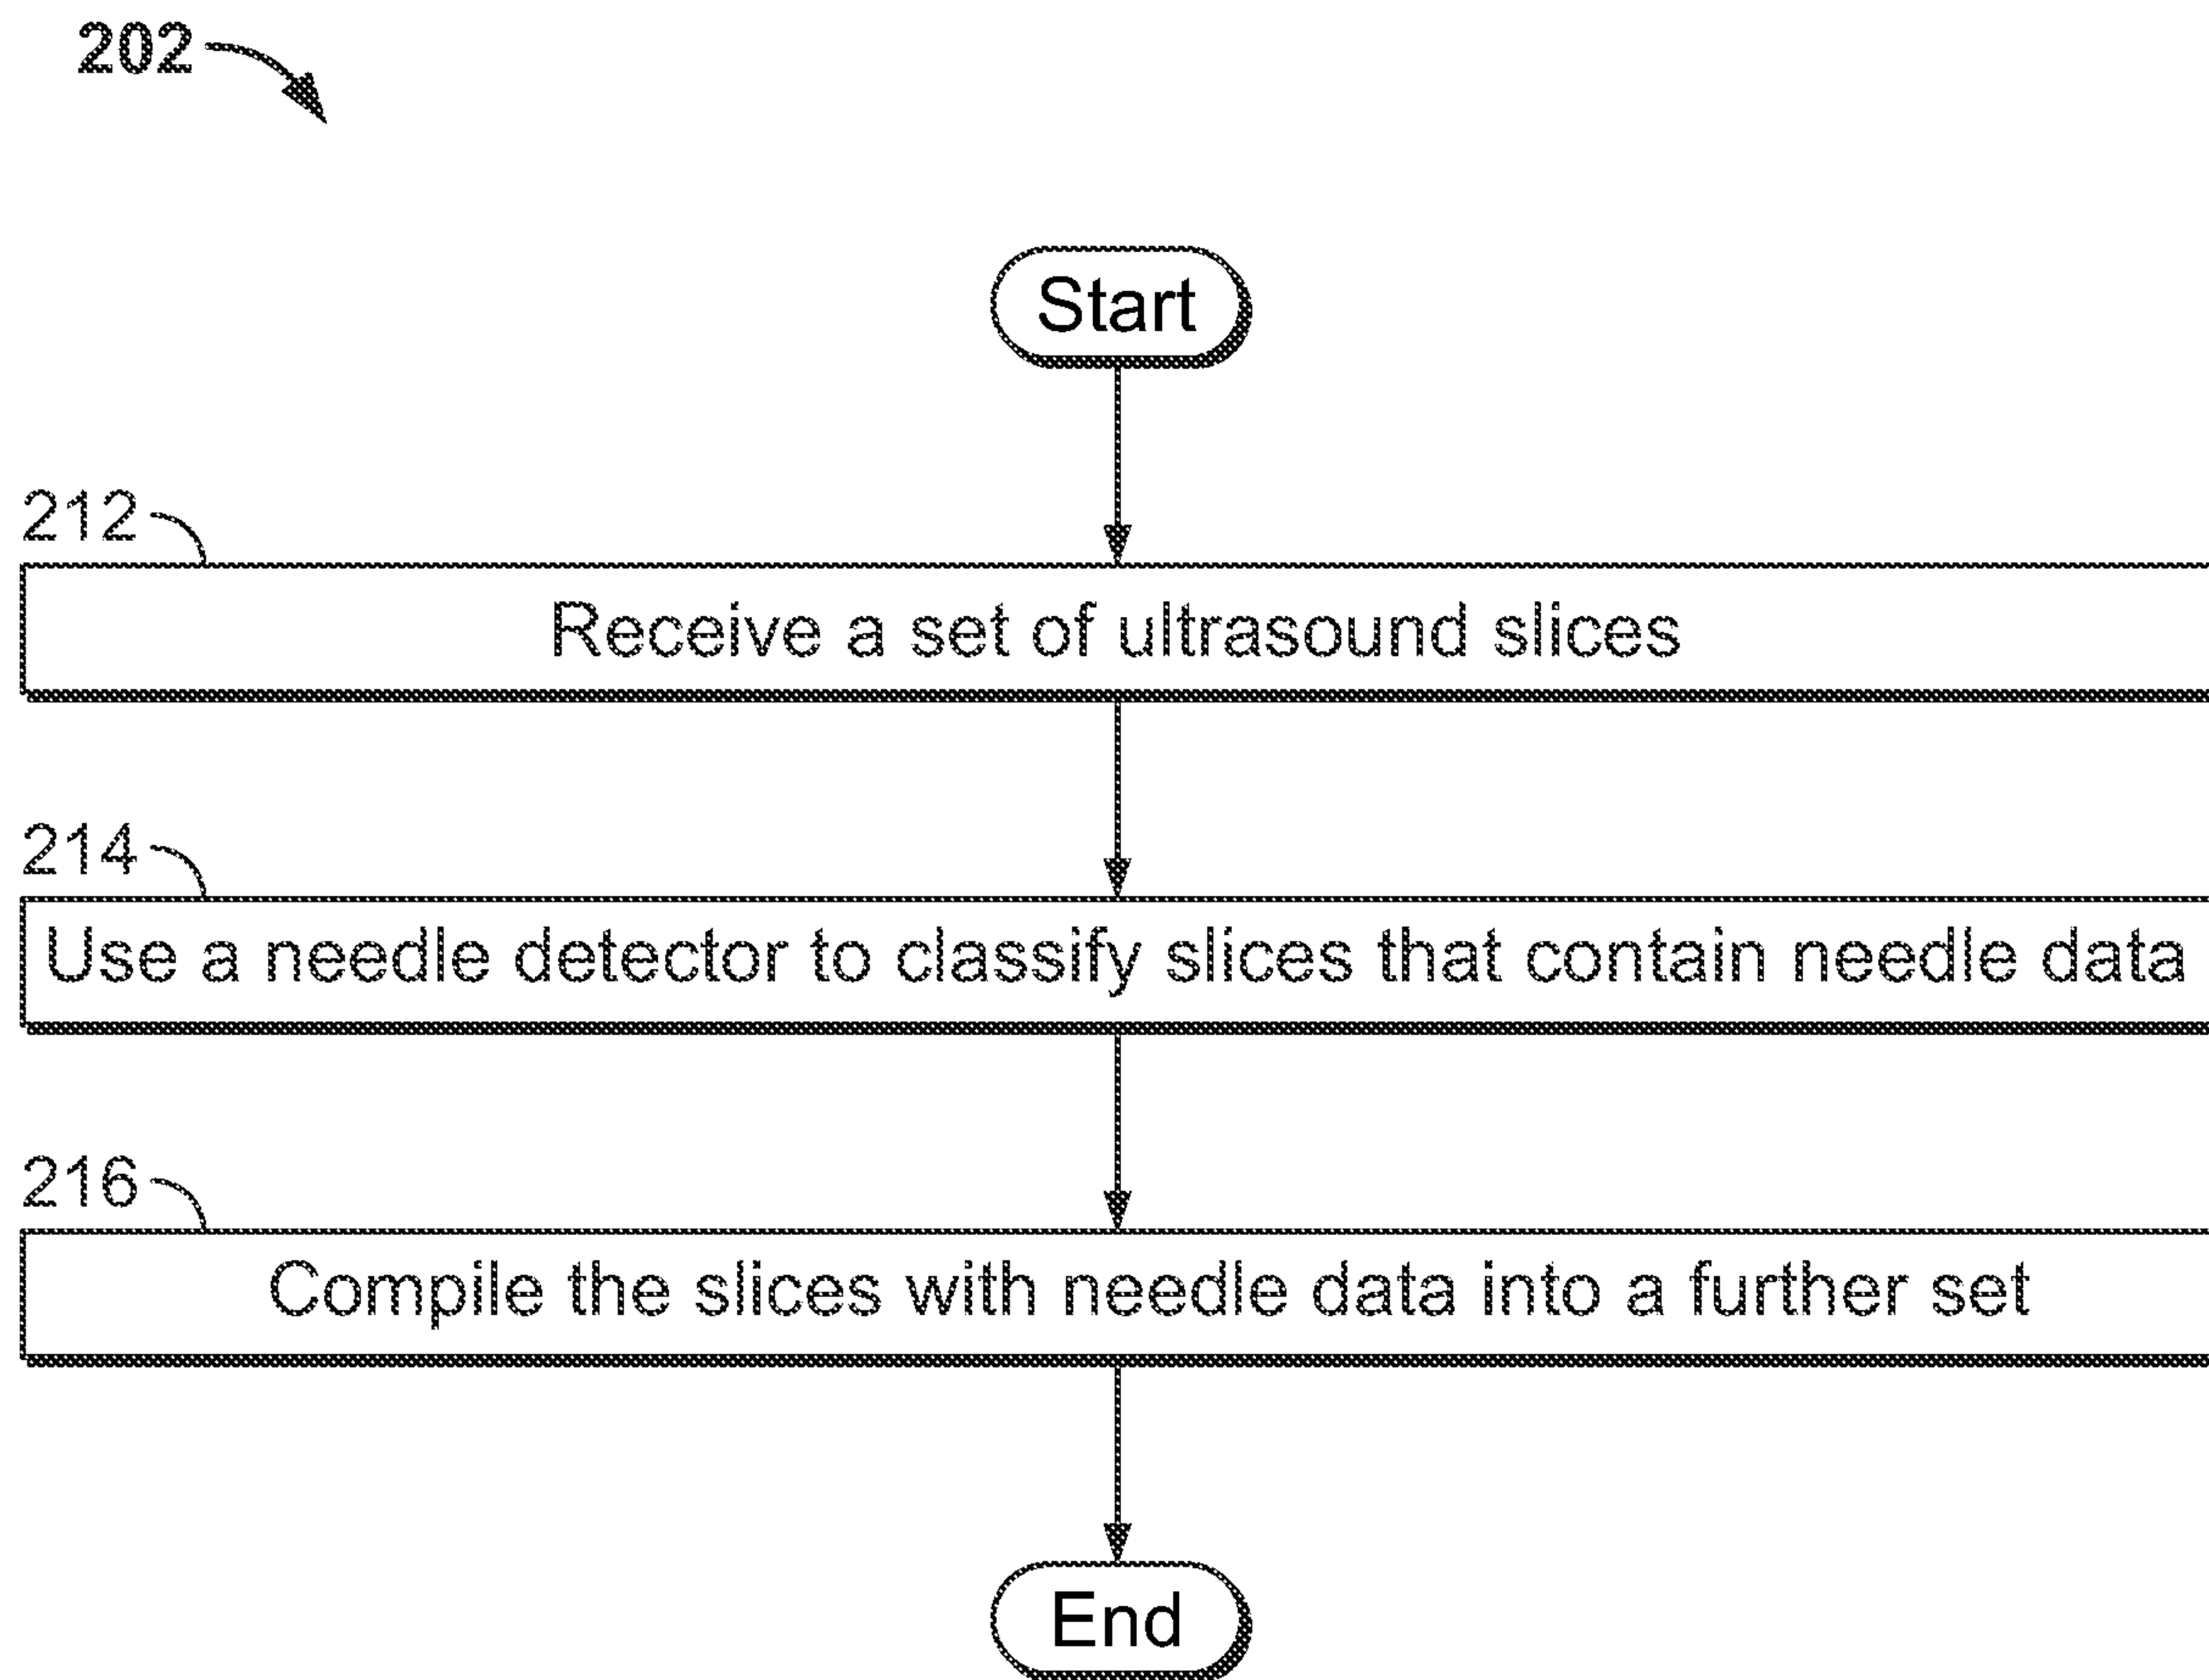 202
Start
212
Receive a set of ultrasound slices
214
Use a needle detector to classify slices that contain needle data
216
Compile the slices with needle data into a further set
End